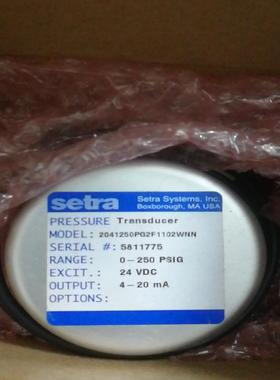 setra
Setra Systems, Inc.
Boxborough, MA USA
PRESSURE Transducer
MODEL: 2041250PG2F1102WNN
SERIAL #: 5811775
RANGE: 0-250 PSIG
EXCIT.: 24 VDC
OUTPUT: 4-20 mA
OPTIONS: